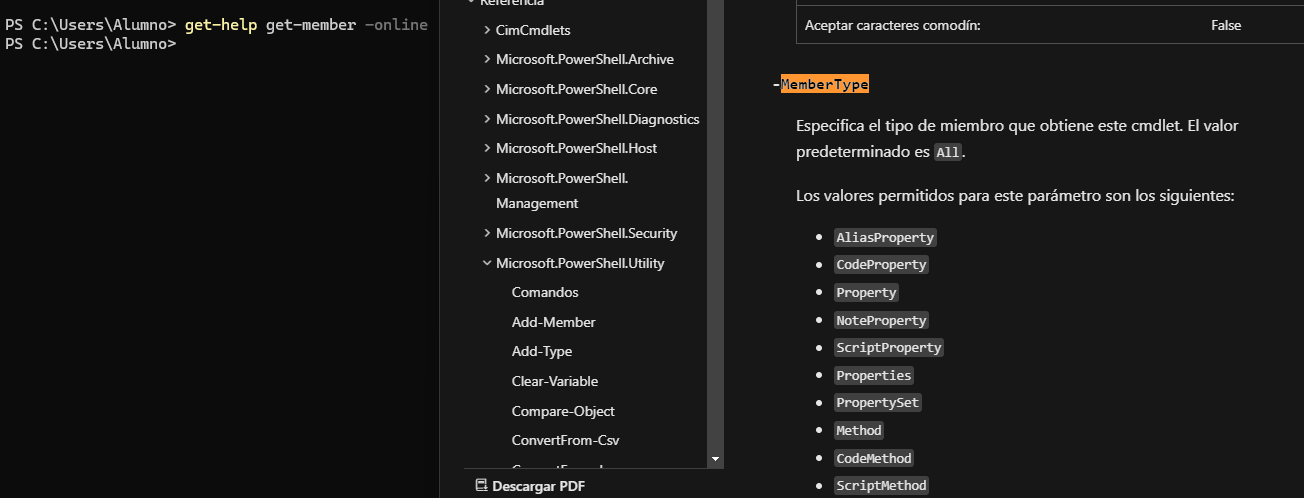 PS C:\Users\Alumno> get-help get-member -online
PS C:\Users\Alumno>
Referencia
CimCmdlets
Microsoft.PowerShell.Archive
Microsoft.PowerShell.Core
Microsoft.PowerShell.Diagnostics
Microsoft.PowerShell.Host
Microsoft.PowerShell.
Management
Microsoft.PowerShell.Security
Microsoft.PowerShell.Utility
Comandos
Add-Member
Add-Type
Clear-Variable
Compare-Object
ConvertFrom-Csv
Descargar PDF
Aceptar caracteres comodín: False
-MemberType
Especifica el tipo de miembro que obtiene este cmdlet. El valor
predeterminado es All.
Los valores permitidos para este parámetro son los siguientes:
• AliasProperty
• CodeProperty
• Property
• NoteProperty
• ScriptProperty
• Properties
• PropertySet
• Method
• CodeMethod
• ScriptMethod